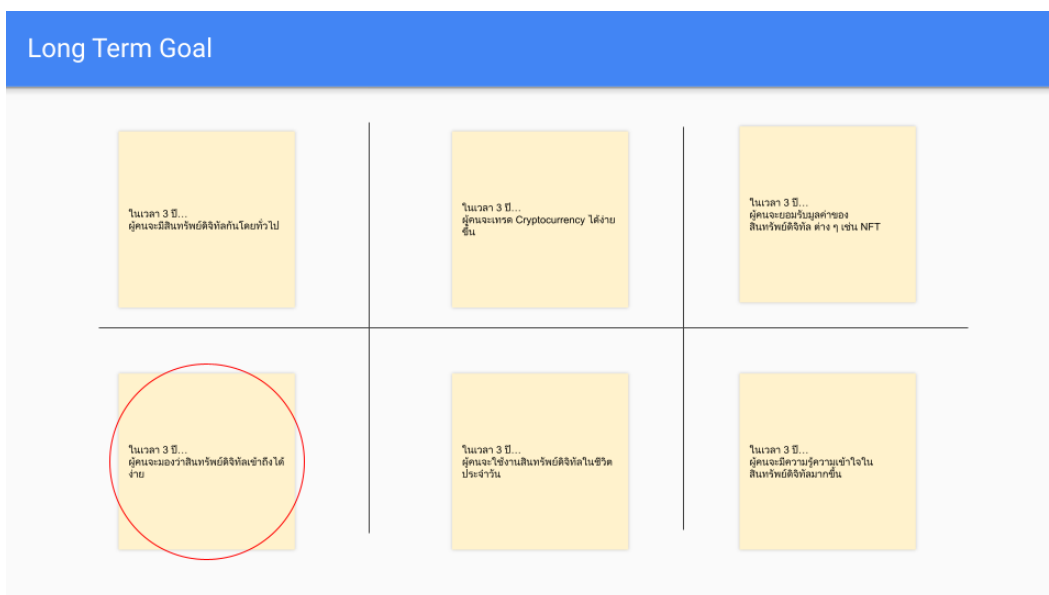 Long Term Goal
ในเวลา 3 ปี...
ผู้คนจะมีสินทรัพย์ดิจิทัลกันโดยทั่วไป
ในเวลา 3 ปี...
ผู้คนจะเทรด Cryptocurrency ได้ง่าย
ขึ้น
ในเวลา 3 ปี...
ผู้คนจะยอมรับมูลค่าของ
สินทรัพย์ดิจิทัล ต่าง ๆ เช่น NFT
ในเวลา 3 ปี...
ผู้คนจะมองว่าสินทรัพย์ดิจิทัลเข้าถึงได้
ง่าย
ในเวลา 3 ปี...
ผู้คนจะใช้งานสินทรัพย์ดิจิทัลในชีวิต
ประจำวัน
ในเวลา 3 ปี...
ผู้คนจะมีความรู้ความเข้าใจใน
สินทรัพย์ดิจิทัลมากขึ้น